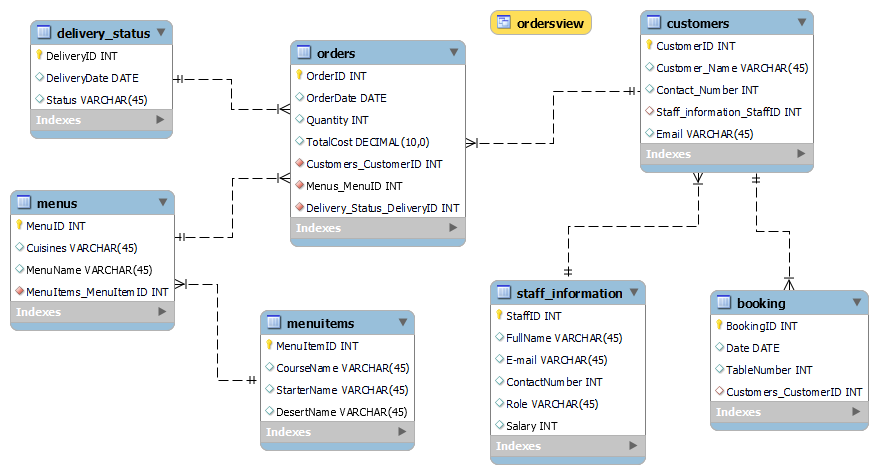 delivery_status
DeliveryID INT
DeliveryDate DATE
Status VARCHAR(45)
Indexes
orders
OrderID INT
OrderDate DATE
Quantity INT
TotalCost DECIMAL(10,0)
Customers_CustomerID INT
Menus_MenuID INT
Delivery_Status_DeliveryID INT
Indexes
ordersview
customers
CustomerID INT
Customer_Name VARCHAR(45)
Contact_Number INT
Staff_information_StaffID INT
Email VARCHAR(45)
Indexes
menus
MenuID INT
Cuisines VARCHAR(45)
MenuName VARCHAR(45)
MenuItems_MenuItemID INT
Indexes
menuitems
MenuItemID INT
CourseName VARCHAR(45)
StarterName VARCHAR(45)
DesertName VARCHAR(45)
Indexes
staff_information
StaffID INT
FullName VARCHAR(45)
E-mail VARCHAR(45)
ContactNumber INT
Role VARCHAR(45)
Salary INT
Indexes
booking
BookingID INT
Date DATE
TableNumber INT
Customers_CustomerID INT
Indexes